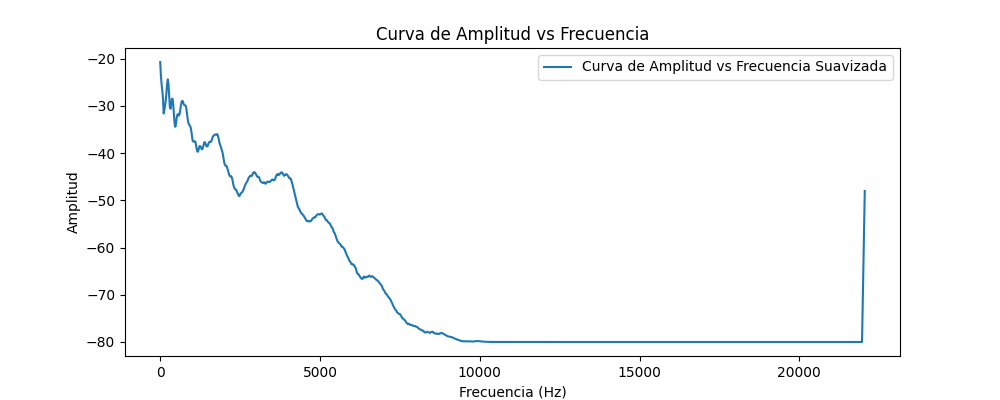 Curva de Amplitud vs Frecuencia
Curva de Amplitud vs Frecuencia Suavizada
Amplitud
−20
−30
−40
−50
−60
−70
−80
0 5000 10000 15000 20000
Frecuencia (Hz)